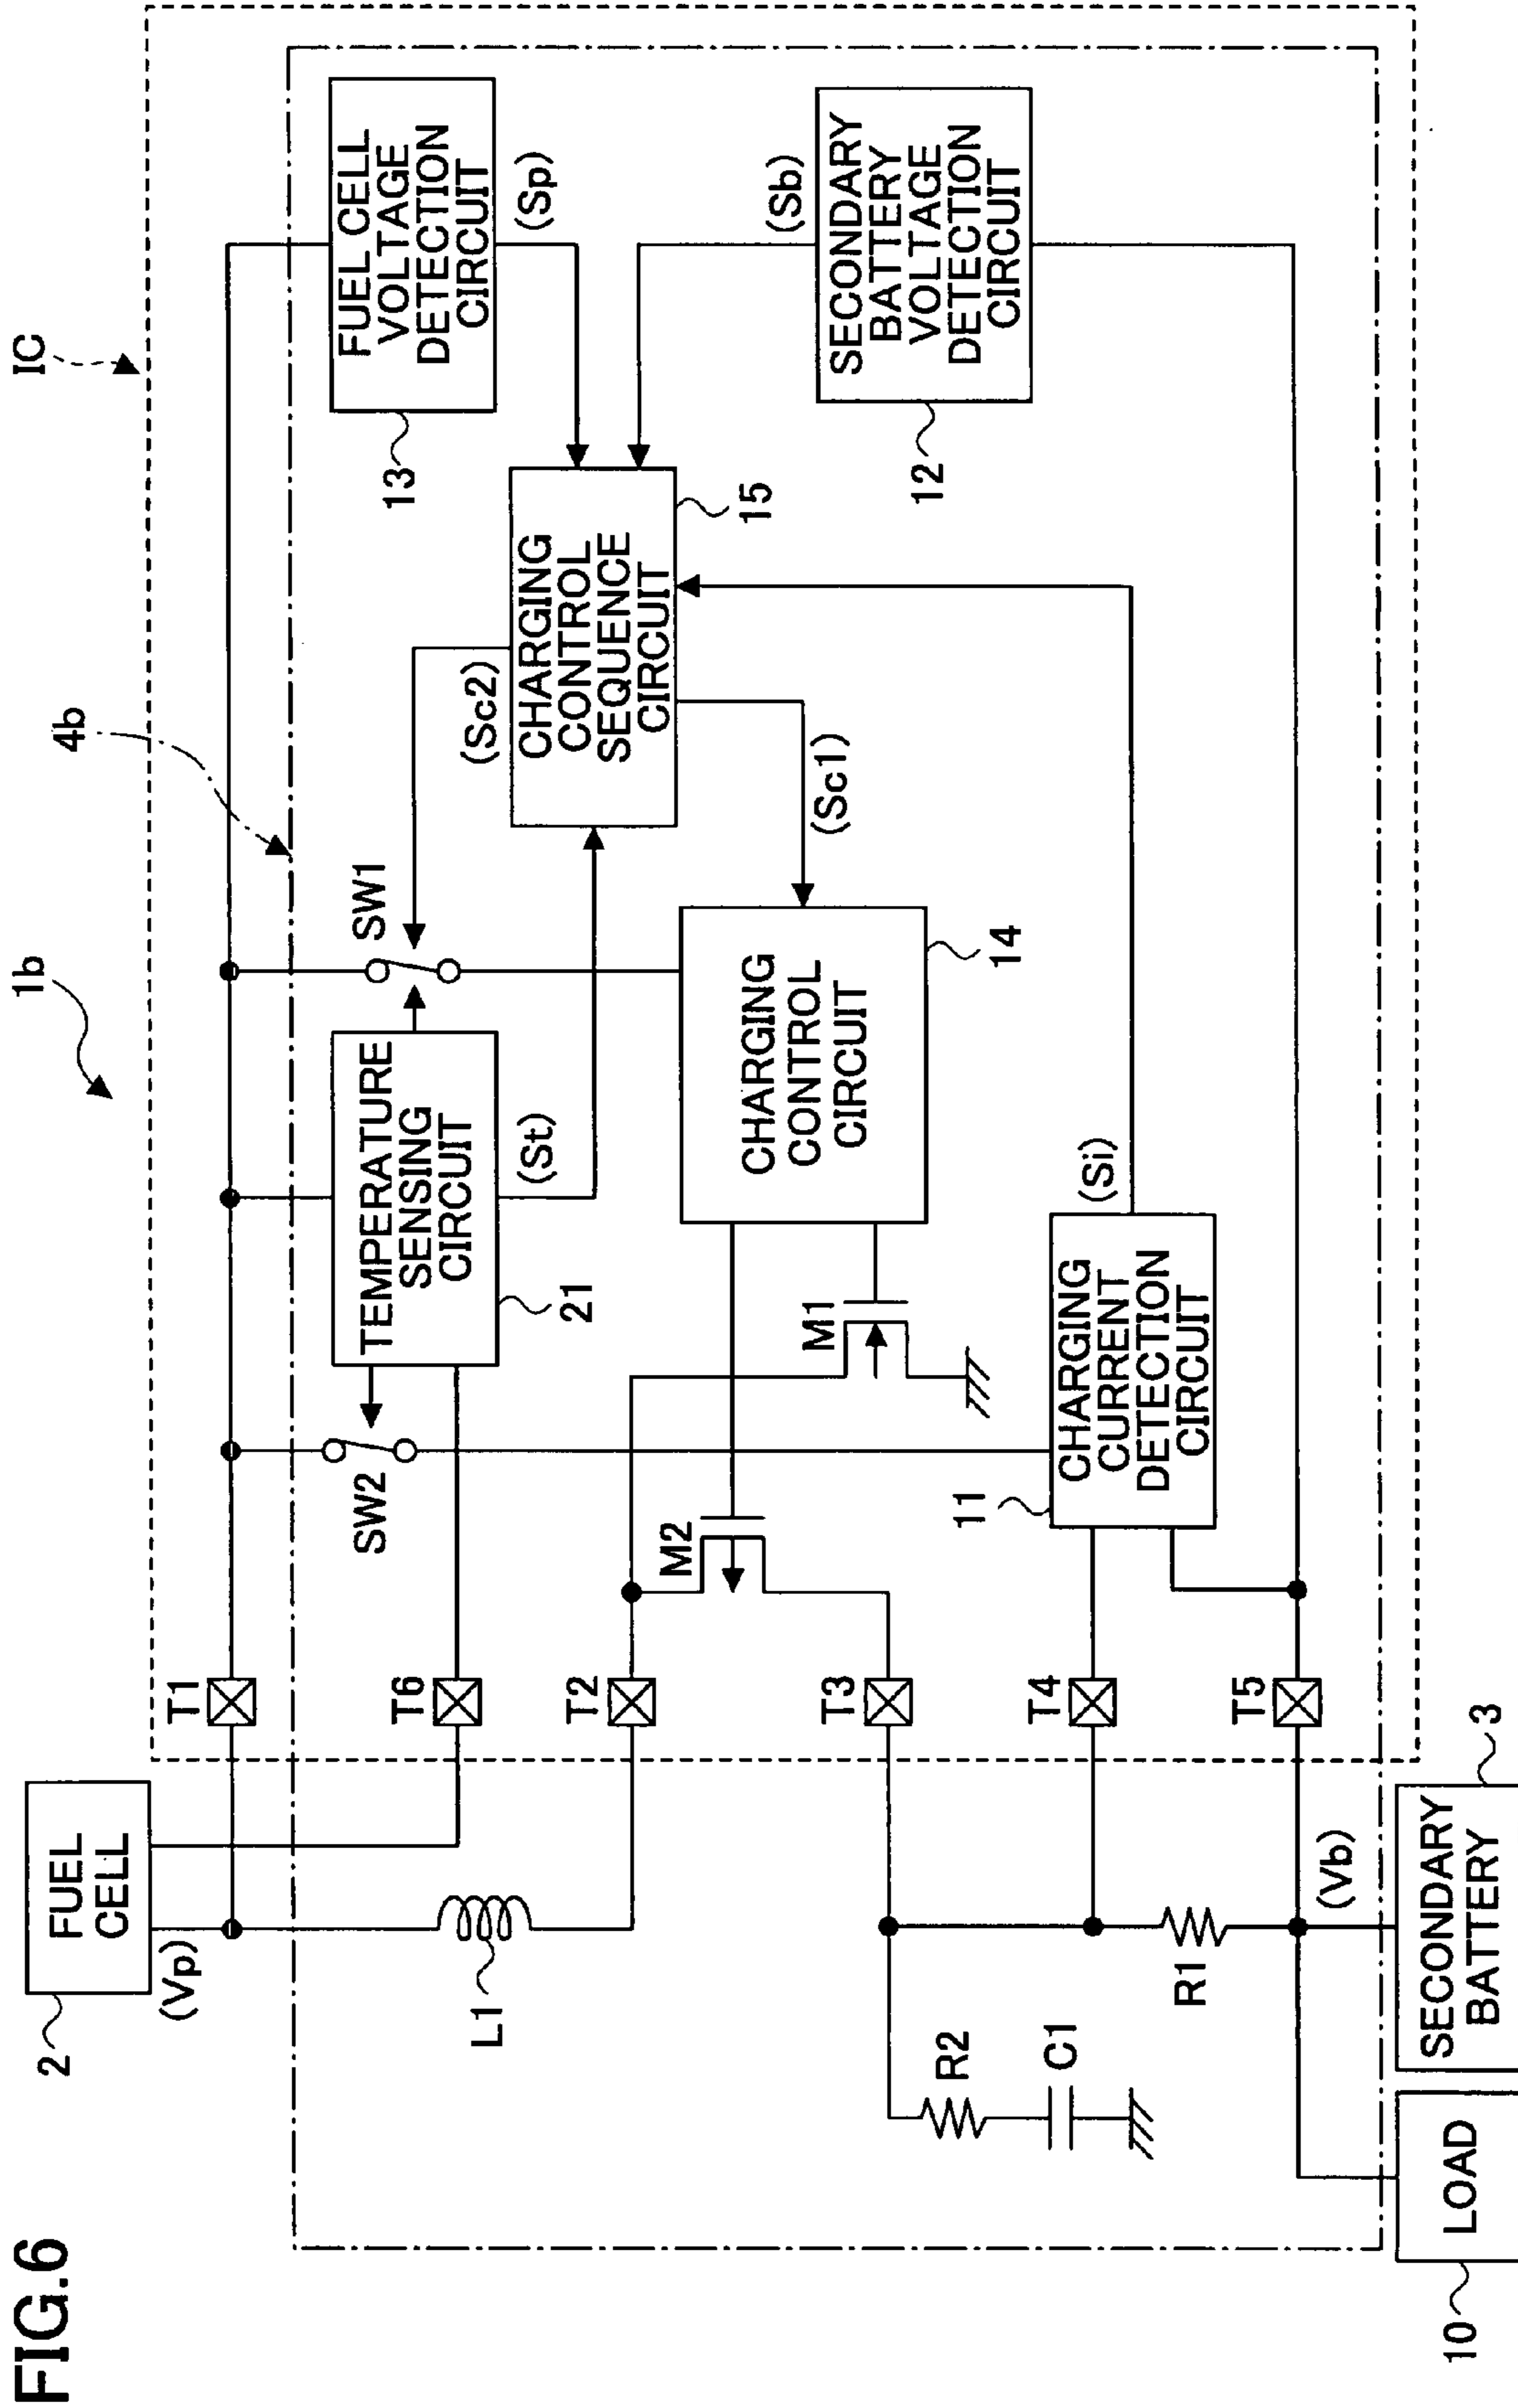 FIG.6
1b
IC
4b
2
FUEL
CELL
(Vp)
T1
T6
T2
T3
T4
T5
L1
R2
C1
R1
(Vb)
LOAD
10
SECONDARY
BATTERY
3
SW2
SW1
TEMPERATURE
SENSING
CIRCUIT
21
(St)
M2
M1
CHARGING
CONTROL
CIRCUIT
14
CHARGING
CURRENT
DETECTION
CIRCUIT
11
(Si)
(Sc2)
(Sc1)
CHARGING
CONTROL
SEQUENCE
CIRCUIT
15
FUEL CELL
VOLTAGE
DETECTION
CIRCUIT
13
(Sp)
(Sb)
SECONDARY
BATTERY
VOLTAGE
DETECTION
CIRCUIT
12